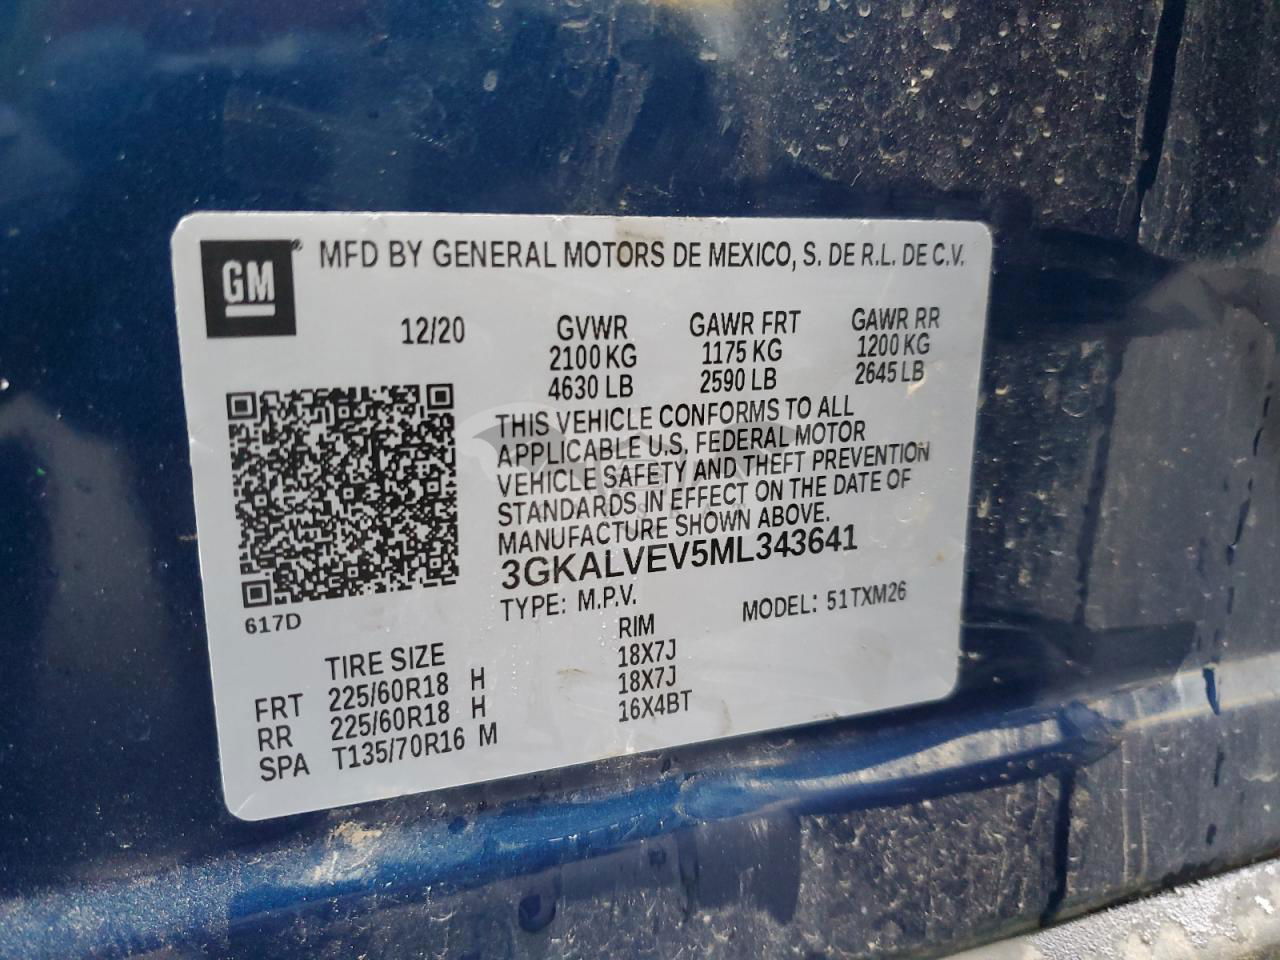 GM® MFD BY GENERAL MOTORS DE MEXICO, S. DE R.L. DE C.V.
12/20 GVWR GAWR FRT GAWR RR
2100 KG 1175 KG 1200 KG
4630 LB 2590 LB 2645 LB
THIS VEHICLE CONFORMS TO ALL
APPLICABLE U.S. FEDERAL MOTOR
VEHICLE SAFETY AND THEFT PREVENTION
STANDARDS IN EFFECT ON THE DATE OF
MANUFACTURE SHOWN ABOVE.
3GKALVEV5ML343641
617D TYPE: M.P.V. MODEL: 51TXM26
TIRE SIZE RIM
FRT 225/60R18 H 18X7J
RR 225/60R18 H 18X7J
SPA T135/70R16 M 16X4BT